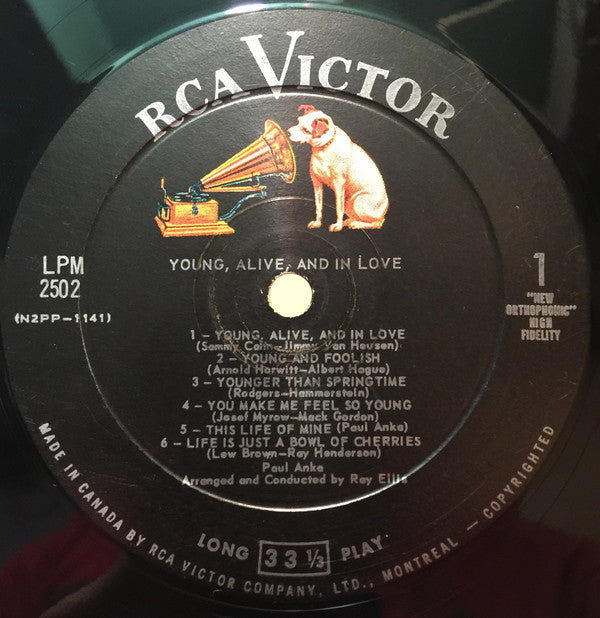 RCA VICTOR
YOUNG, ALIVE, AND IN LOVE
LPM
2502
(N2PP-1141)
1
"NEW
ORTHOPHONIC"
HIGH
FIDELITY
1 – YOUNG, ALIVE, AND IN LOVE
(Sammy Cahn-Jimmy Van Heusen)
2 – YOUNG AND FOOLISH
(Arnold Horwitt-Albert Hague)
3 – YOUNGER THAN SPRINGTIME
(Rodgers-Hammerstein)
4 – YOU MAKE ME FEEL SO YOUNG
(Josef Myrow-Mack Gordon)
5 – THIS LIFE OF MINE (Paul Anka)
6 – LIFE IS JUST A BOWL OF CHERRIES
(Lew Brown-Ray Henderson)
Paul Anka
Arranged and Conducted by Ray Ellis
LONG 33 1/3 PLAY
MADE IN CANADA BY RCA VICTOR COMPANY, LTD., MONTREAL – COPYRIGHTED